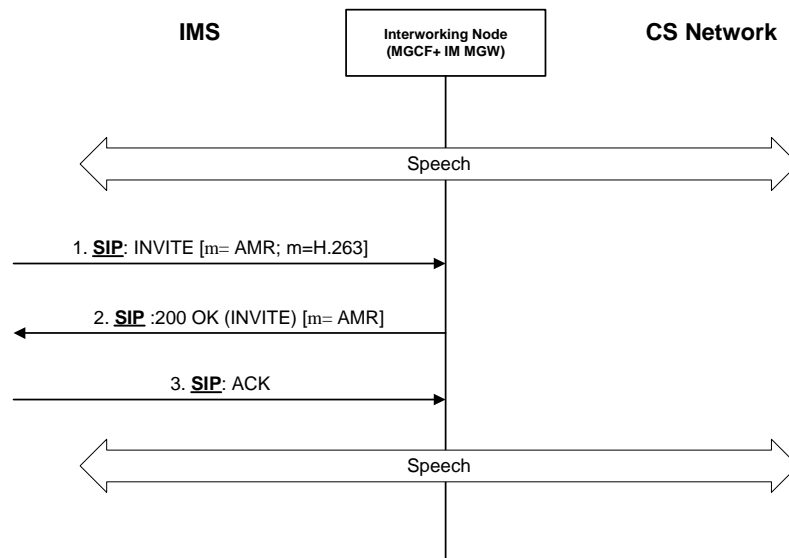 IMS
Interworking Node
(MGCF+ IM MGW)
CS Network
Speech
1. SIP: INVITE [m= AMR; m=H.263]
2. SIP :200 OK (INVITE) [m= AMR]
3. SIP: ACK
Speech